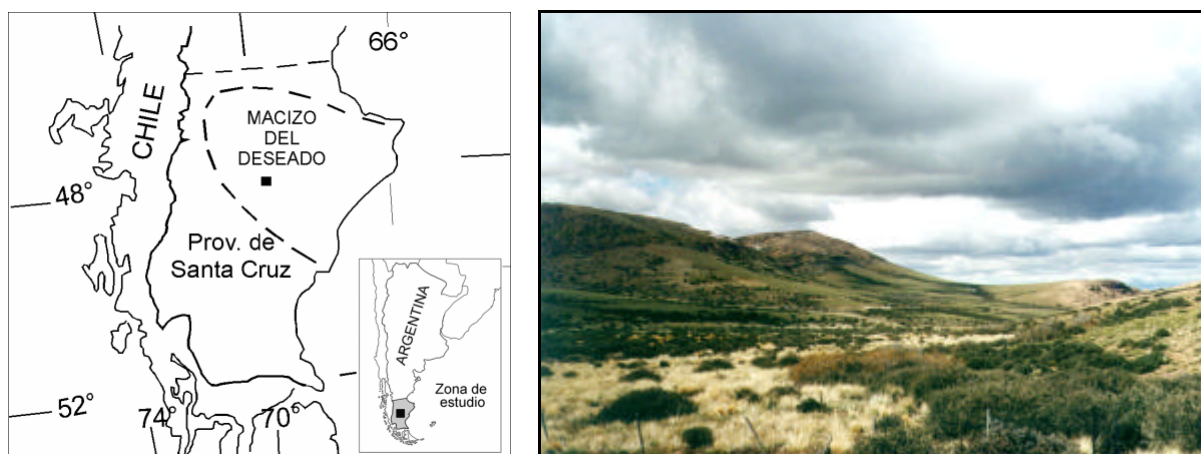 66°
CHILE
MACIZO
DEL
DESEADO
48°
Prov. de
Santa Cruz
ARGENTINA
Zona de
estudio
52°
74°
70°